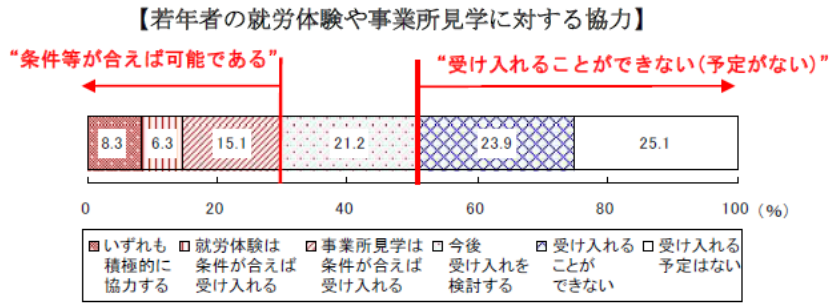 【若年者の就労体験や事業所見学に対する協力】
“条件等が合えば可能である”
“受け入れることができない(予定がない)”
8.3 6.3 15.1 21.2 23.9 25.1
0 20 40 60 80 100 (%)
いずれも 就労体験は 事業所見学は 今後 受け入れる 受け入れる
積極的に 条件が合えば 条件が合えば 受け入れを ことが 予定はない
協力する 受け入れる 受け入れる 検討する できない